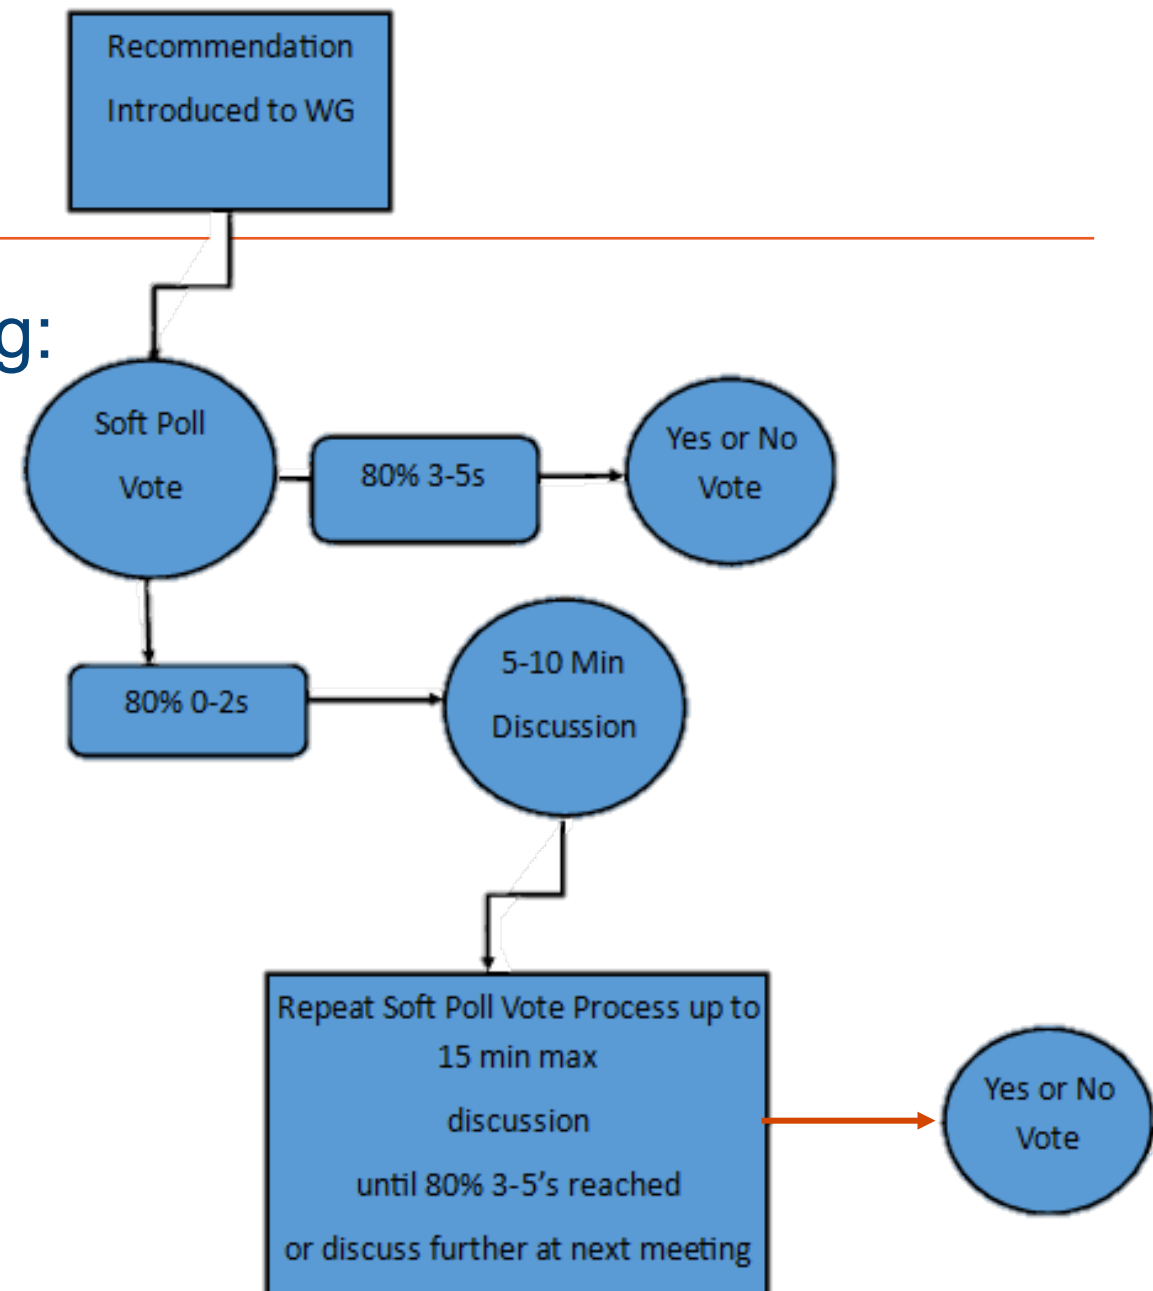 Recommendation
Introduced to WG
g:
Soft Poll
Vote
80% 3-5s
Yes or No
Vote
80% 0-2s
5-10 Min
Discussion
Repeat Soft Poll Vote Process up to
15 min max
discussion
until 80% 3-5’s reached
or discuss further at next meeting
Yes or No
Vote